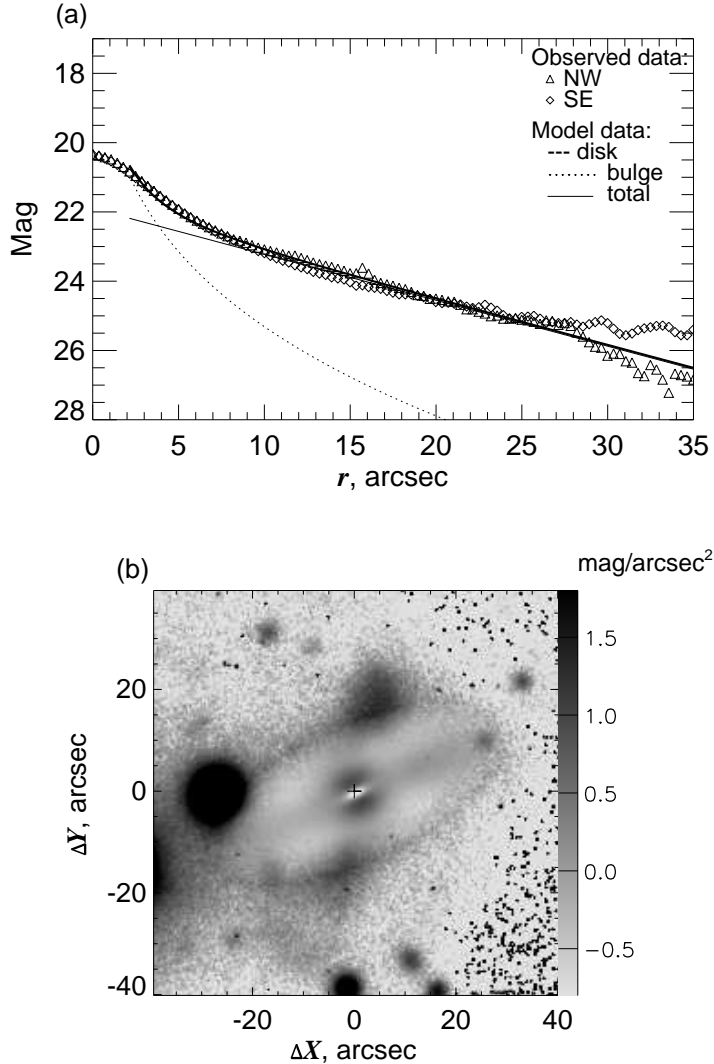 (a)
Observed data:
NW
SE
Model data:
disk
bulge
total
18
20
22
24
26
28
Mag
0 5 10 15 20 25 30 35
r, arcsec
(b)
mag/arcsec²
1.5
1.0
0.5
0.0
−0.5
20
0
-20
-40
ΔY, arcsec
-20 0 20 40
ΔX, arcsec